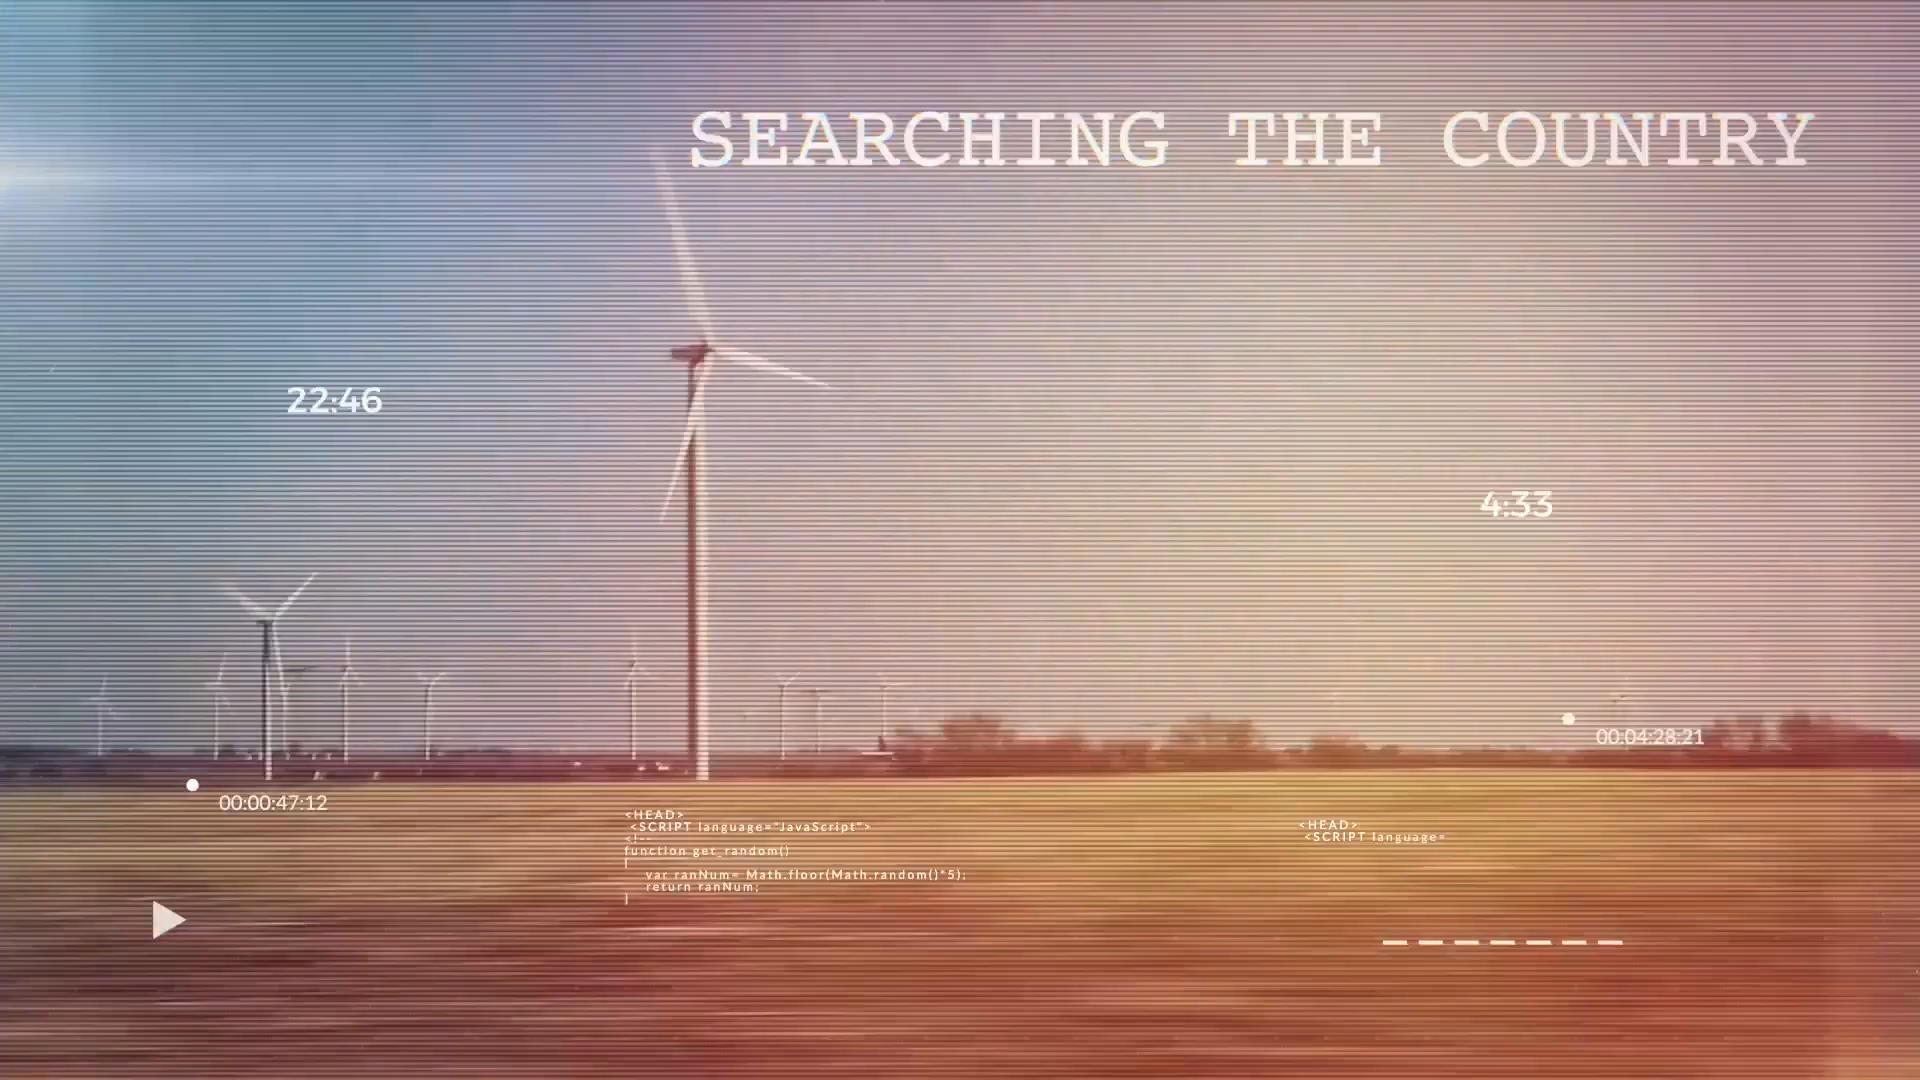 SEARCHING THE COUNTRY
22:46
4:33
00:04:28:21
00:00:47:12
<HEAD>
<SCRIPT language="JavaScript">
<!--
function get_random()
{
var ranNum= Math.floor(Math.random()*5);
return ranNum;
}
<HEAD>
<SCRIPT language=